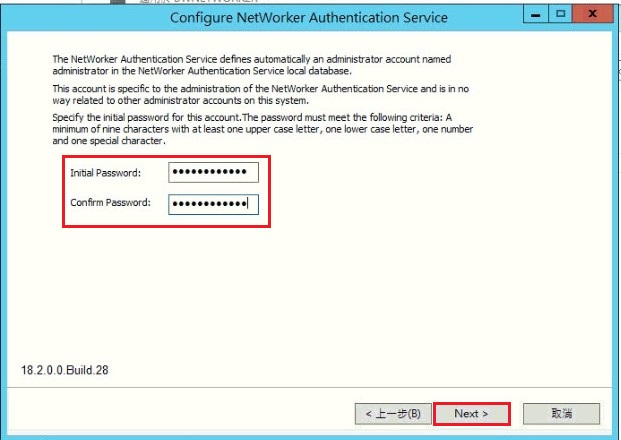 Configure NetWorker Authentication Service
The NetWorker Authentication Service defines automatically an administrator account named
administrator in the NetWorker Authentication Service local database.
This account is specific to the administration of the NetWorker Authentication Service and is in no
way related to other administrator accounts on this system.
Specify the initial password for this account.The password must meet the following criteria: A
minimum of nine characters with at least one upper case letter, one lower case letter, one number
and one special character.
Initial Password: ●●●●●●●●●●●●
Confirm Password: ●●●●●●●●●●●●
18.2.0.0.Build.28
< 上一步(B) Next > 取消